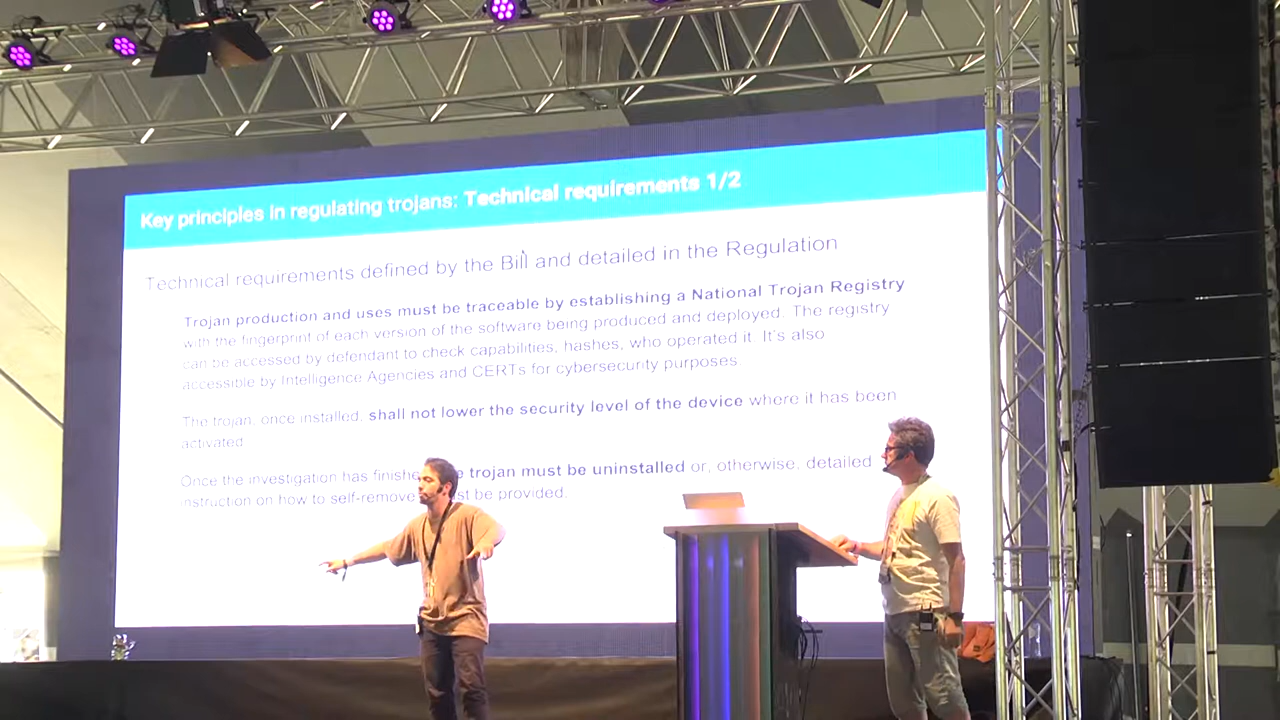 Key principles in regulating trojans: Technical requirements 1/2
Technical requirements defined by the Bill and detailed in the Regulation
Trojan production and uses must be traceable by establishing a National Trojan Registry
with the fingerprint of each version of the software being produced and deployed. The registry
can be accessed by defendant to check capabilities, hashes, who operated it. It's also
accessible by Intelligence Agencies and CERTs for cybersecurity purposes.
The trojan, once installed, shall not lower the security level of the device where it has been
activated
Once the investigation has finishe e trojan must be uninstalled or, otherwise, detailed
instruction on how to self-remove st be provided.